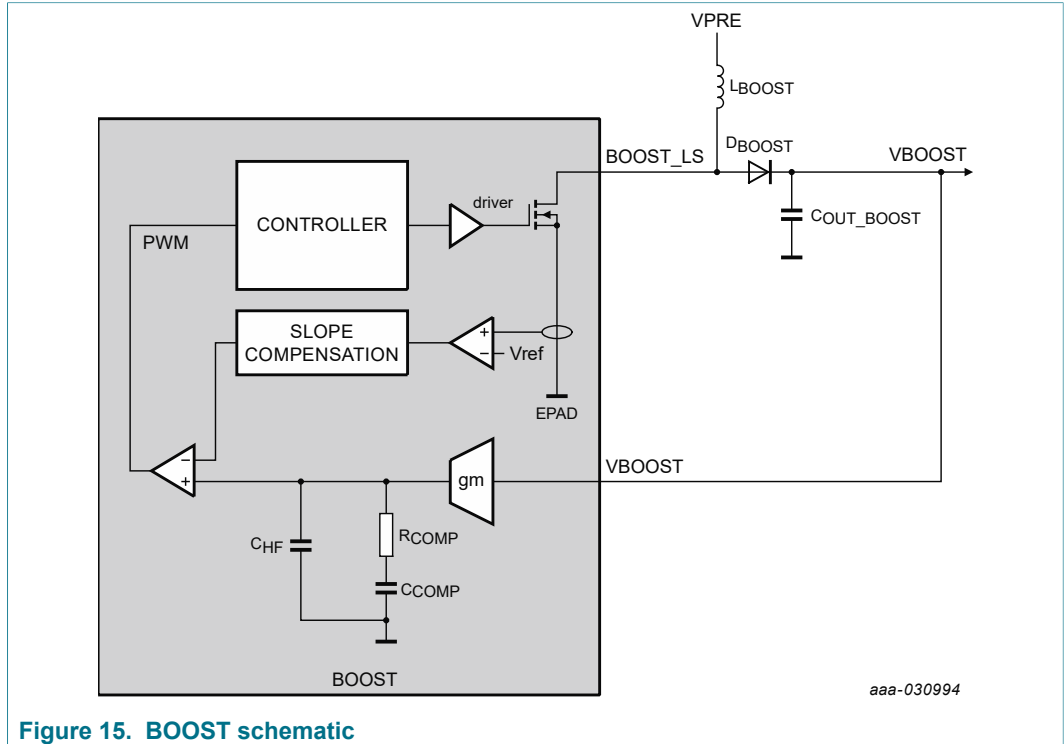 VPRE
LBOOST
DBOOST
BOOST_LS
VBOOST
driver
CONTROLLER
COUT_BOOST
PWM
SLOPE
COMPENSATION
+
−
Vref
EPAD
VBOOST
−
+
gm
CHF
RCOMP
CCOMP
BOOST
aaa-030994
Figure 15. BOOST schematic